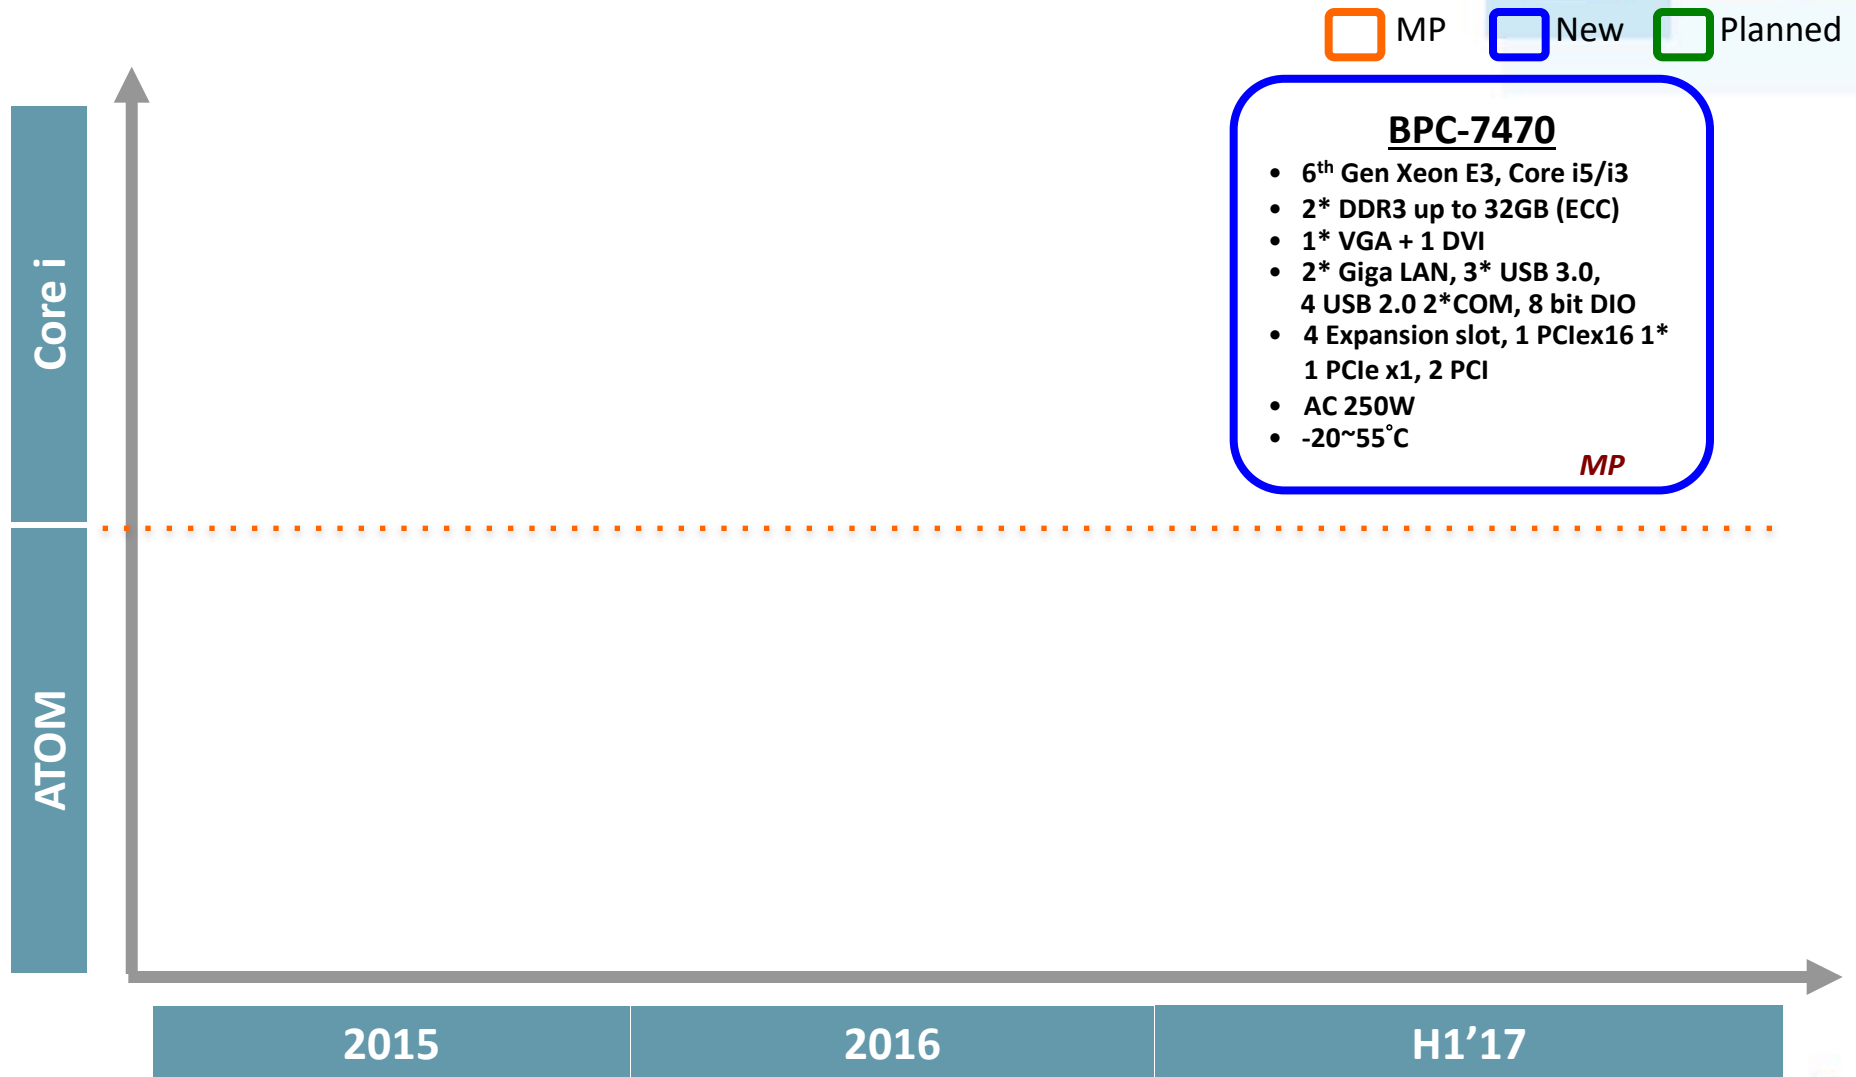 MP New Planned
BPC-7470
• 6th Gen Xeon E3, Core i5/i3
• 2* DDR3 up to 32GB (ECC)
• 1* VGA + 1 DVI
• 2* Giga LAN, 3* USB 3.0,
4 USB 2.0 2*COM, 8 bit DIO
• 4 Expansion slot, 1 PCIex16 1*
1 PCIe x1, 2 PCI
• AC 250W
• -20~55°C
MP
Core i
ATOM
2015 2016 H1’17